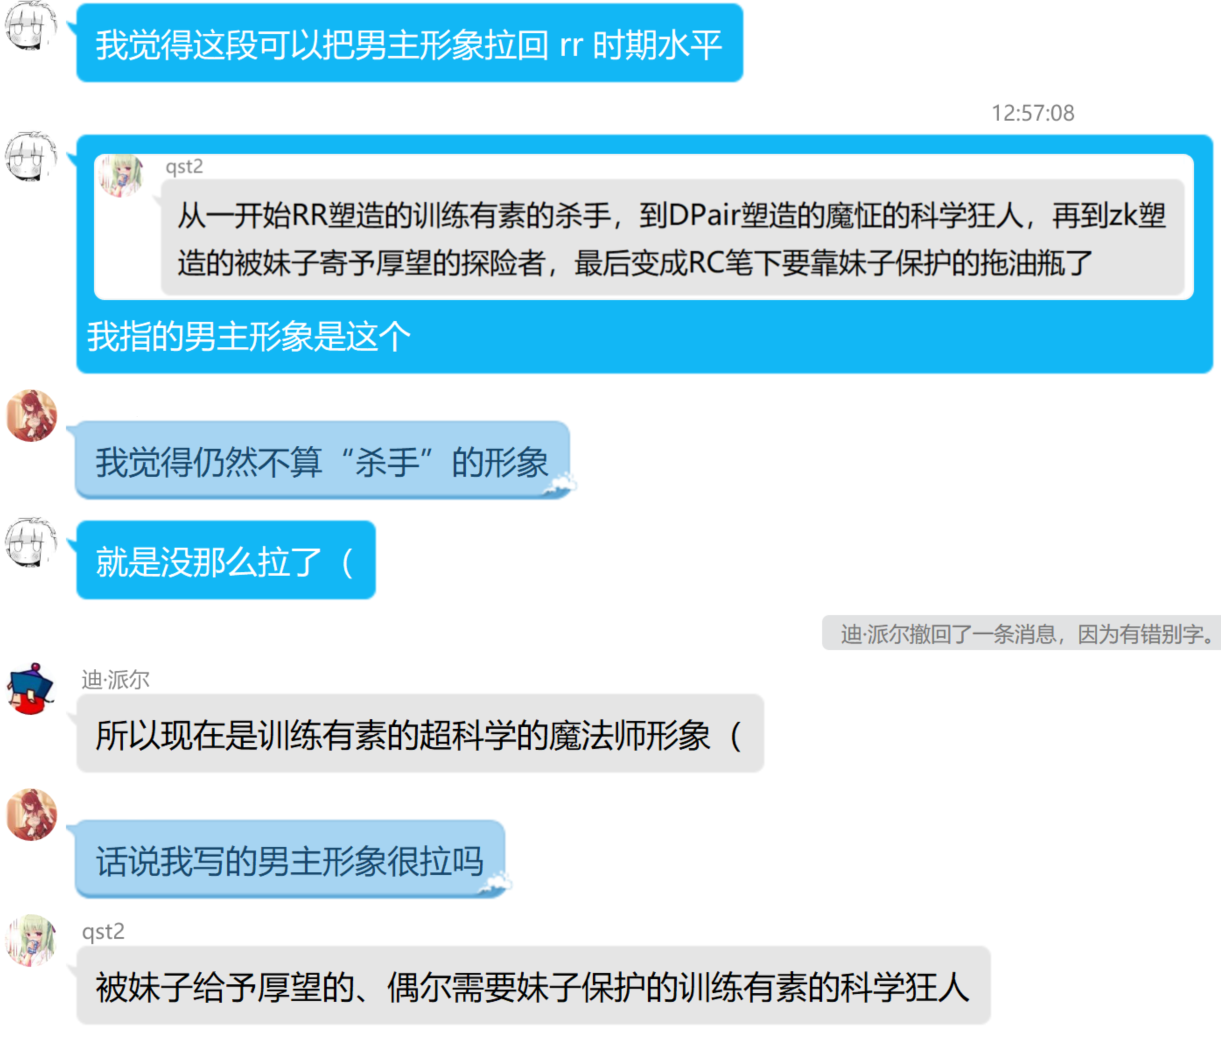 我觉得这段可以把男主形象拉回 rr 时期水平
12:57:08
qst2
从一开始RR塑造的训练有素的杀手，到DPair塑造的魔怔的科学狂人，再到zk塑
造的被妹子寄予厚望的探险者，最后变成RC笔下要靠妹子保护的拖油瓶了
我指的男主形象是这个
我觉得仍然不算“杀手”的形象
就是没那么拉了（
迪·派尔撤回了一条消息，因为有错别字。
迪·派尔
所以现在是训练有素的超科学的魔法师形象（
话说我写的男主形象很拉吗
qst2
被妹子给予厚望的、偶尔需要妹子保护的训练有素的科学狂人